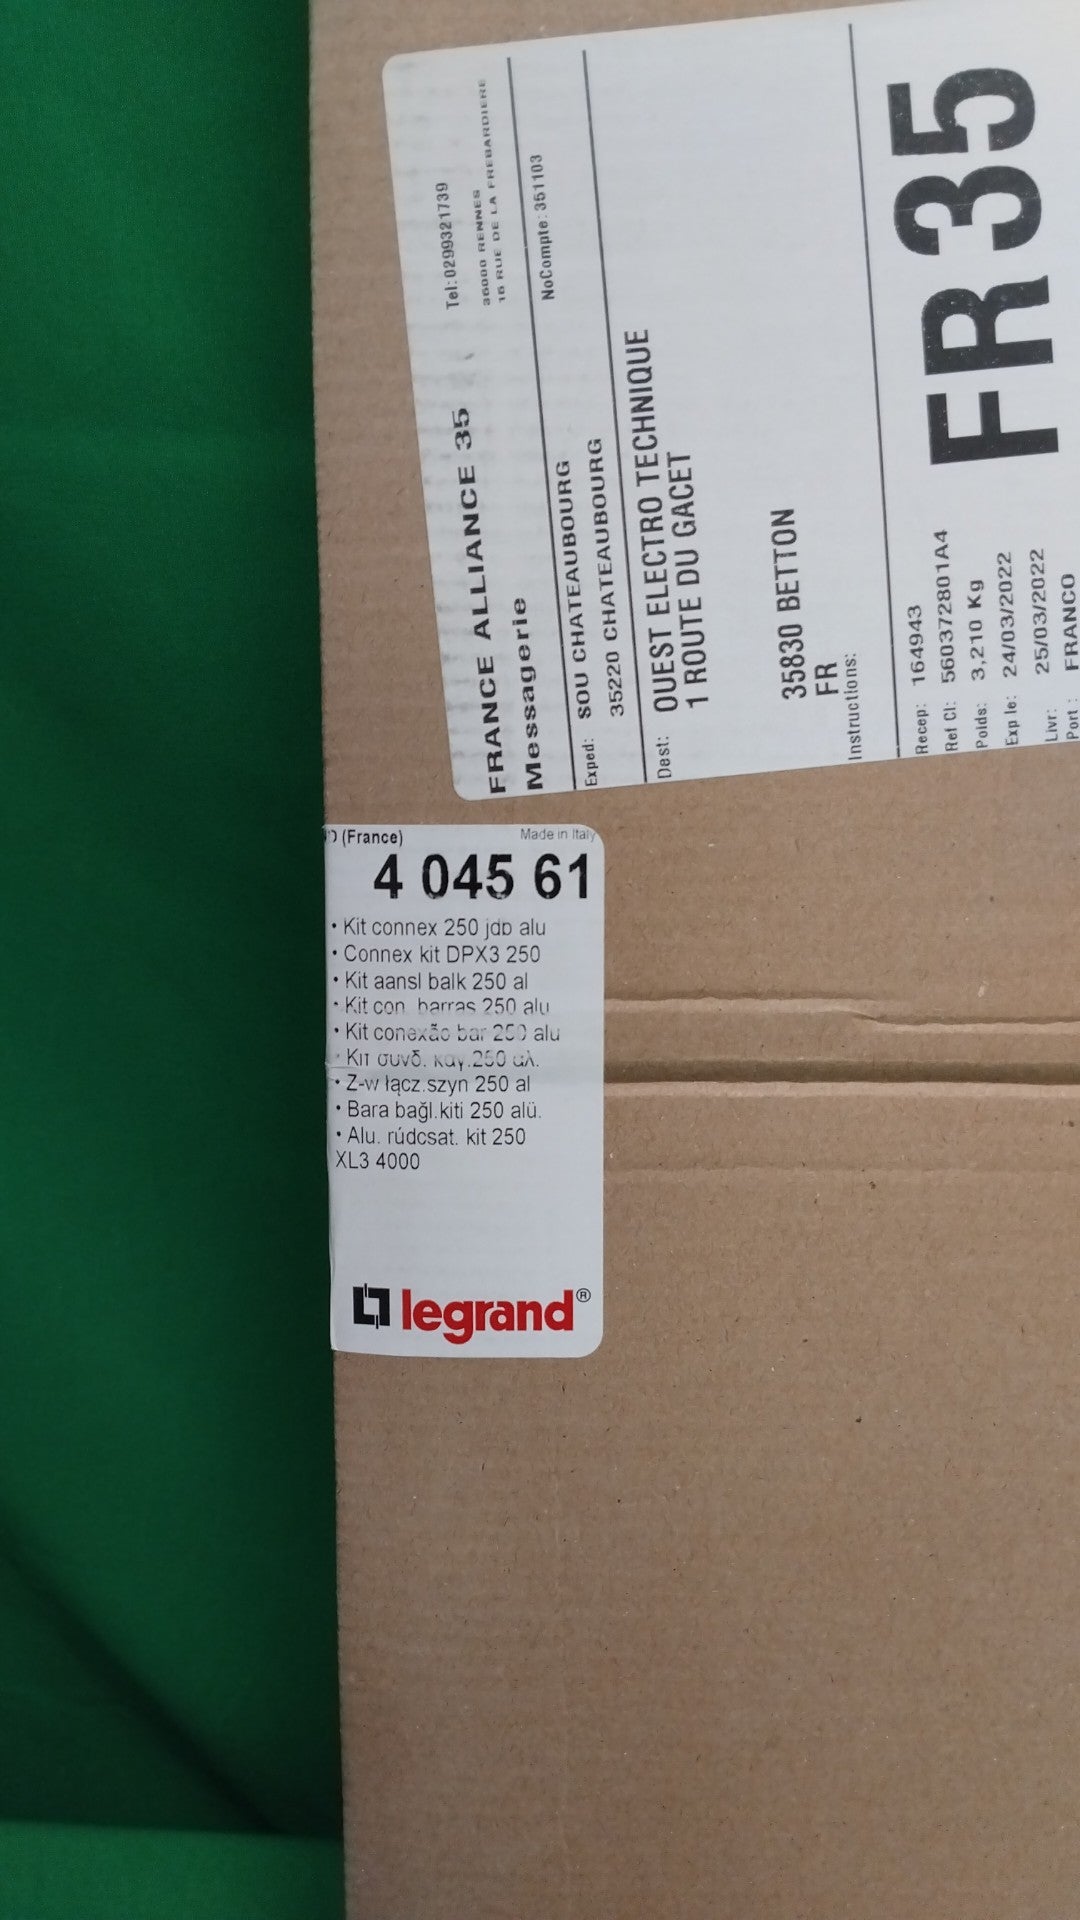 FRANCE ALLIANCE 35
Tel:0299321739
Messagerie
35000 RENNES
16 RUE DE LA FREBARDIERE
Exped: SOU CHATEAUBOURG NoCompte: 351103
35220 CHATEAUBOURG
Dest: OUEST ELECTRO TECHNIQUE
1 ROUTE DU GACET
35830 BETTON
FR
Instructions:
Recep: 164943
Ref Cl: 560372801A4
Poids: 3,210 Kg
Exp le: 24/03/2022
Livr: 25/03/2022
Port : FRANCO
FR35
(France) Made in Italy
4 045 61
• Kit connex 250 jdb alu
• Connex kit DPX3 250
• Kit aansl balk 250 al
• Kit con. barras 250 alu
• Kit conexão bar 250 alu
• Κιτ συνδ. καγ.250 αλ.
• Z-w łącz.szyn 250 al
• Bara bağl.kiti 250 alü.
• Alu. rúdcsat. kit 250
XL3 4000
legrand®